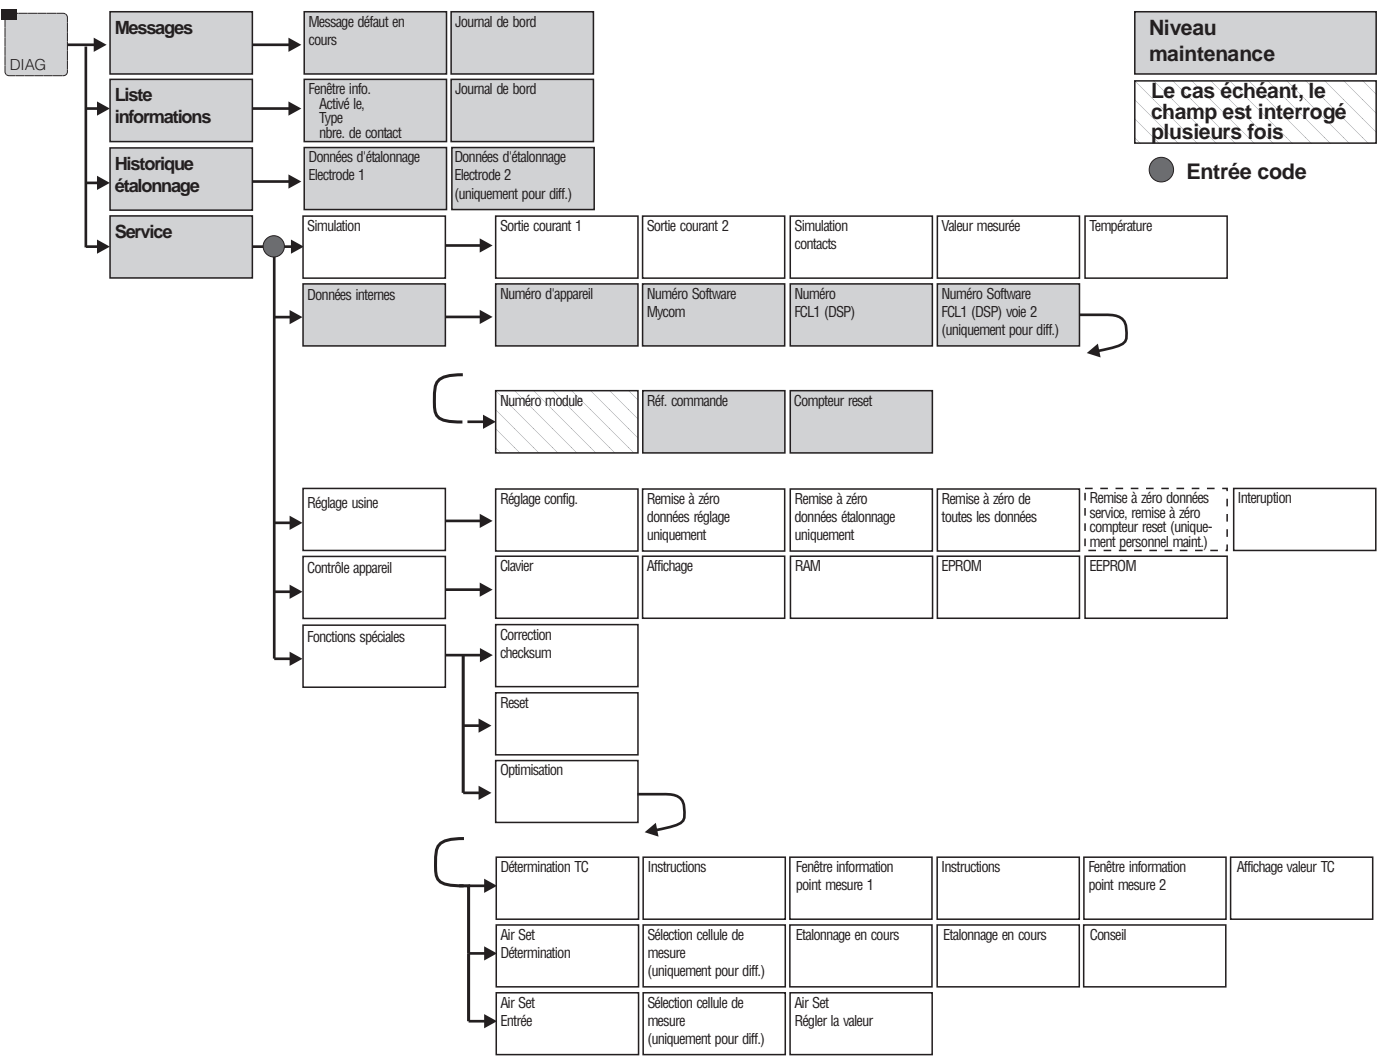 DIAG
Messages
Message défaut en
cours
Journal de bord
Niveau
maintenance
Liste
informations
Fenêtre info.
Activé le,
Type
nbre. de contact
Journal de bord
Le cas échéant, le
champ est interrogé
plusieurs fois
Historique
étalonnage
Données d'étalonnage
Electrode 1
Données d'étalonnage
Electrode 2
(uniquement pour diff.)
Entrée code
Service
Simulation
Sortie courant 1
Sortie courant 2
Simulation
contacts
Valeur mesurée
Température
Données internes
Numéro d'appareil
Numéro Software
Mycom
Numéro
FCL1 (DSP)
Numéro Software
FCL1 (DSP) voie 2
(uniquement pour diff.)
Numéro module
Réf. commande
Compteur reset
Réglage usine
Réglage config.
Remise à zéro
données réglage
uniquement
Remise à zéro
données étalonnage
uniquement
Remise à zéro de
toutes les données
Remise à zéro données
service, remise à zéro
compteur reset (unique-
ment personnel maint.)
Interuption
Contrôle appareil
Clavier
Affichage
RAM
EPROM
EEPROM
Fonctions spéciales
Correction
checksum
Reset
Optimisation
Détermination TC
Instructions
Fenêtre information
point mesure 1
Instructions
Fenêtre information
point mesure 2
Affichage valeur TC
Air Set
Détermination
Sélection cellule de
mesure
(uniquement pour diff.)
Etalonnage en cours
Etalonnage en cours
Conseil
Air Set
Entrée
Sélection cellule de
mesure
(uniquement pour diff.)
Air Set
Régler la valeur